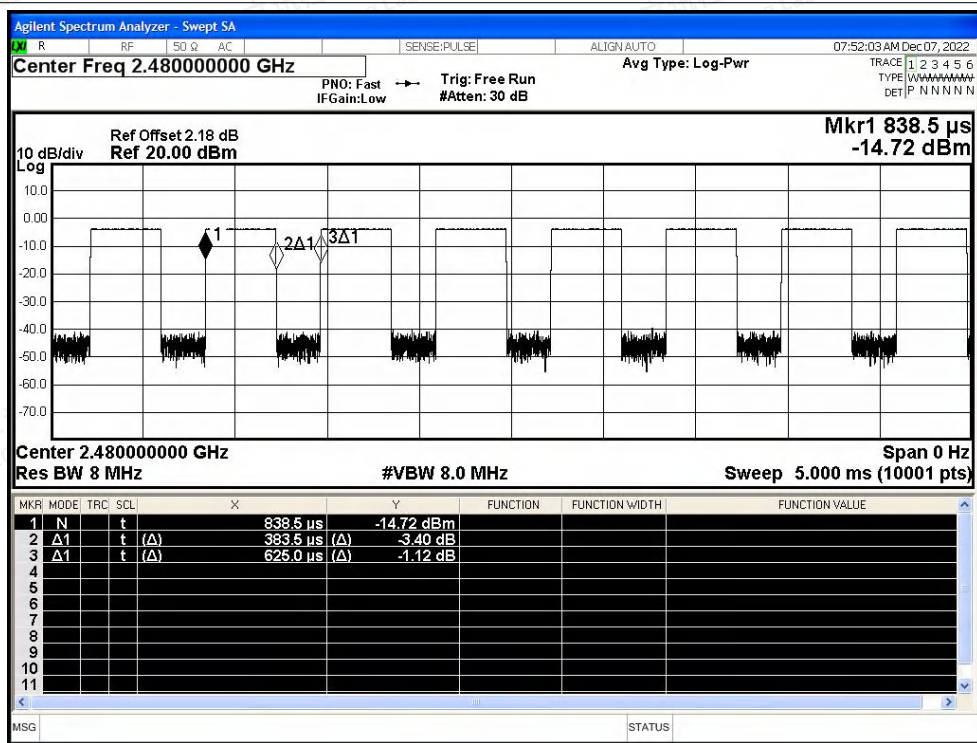 Agilent Spectrum Analyzer - Swept SA
LXI R RF 50 Ω AC SENSE:PULSE ALIGN AUTO 07:52:03 AM Dec 07, 2022
Center Freq 2.480000000 GHz PNO: Fast Trig: Free Run Avg Type: Log-Pwr TRACE 1 2 3 4 5 6
IFGain:Low #Atten: 30 dB TYPE
DET P N N N N N
Mkr1 838.5 µs
-14.72 dBm
Ref Offset 2.18 dB
10 dB/div Ref 20.00 dBm
Log
10.0
0.00
1 2Δ1 3Δ1
-10.0
-20.0
-30.0
-40.0
-50.0
-60.0
-70.0
Center 2.480000000 GHz Span 0 Hz
Res BW 8 MHz #VBW 8.0 MHz Sweep 5.000 ms (10001 pts)
MKR MODE TRC SCL X Y FUNCTION FUNCTION WIDTH FUNCTION VALUE
1 N t 838.5 µs -14.72 dBm
2 Δ1 t (Δ) 383.5 µs (Δ) -3.40 dB
3 Δ1 t (Δ) 625.0 µs (Δ) -1.12 dB
4
5
6
7
8
9
10
11
MSG STATUS